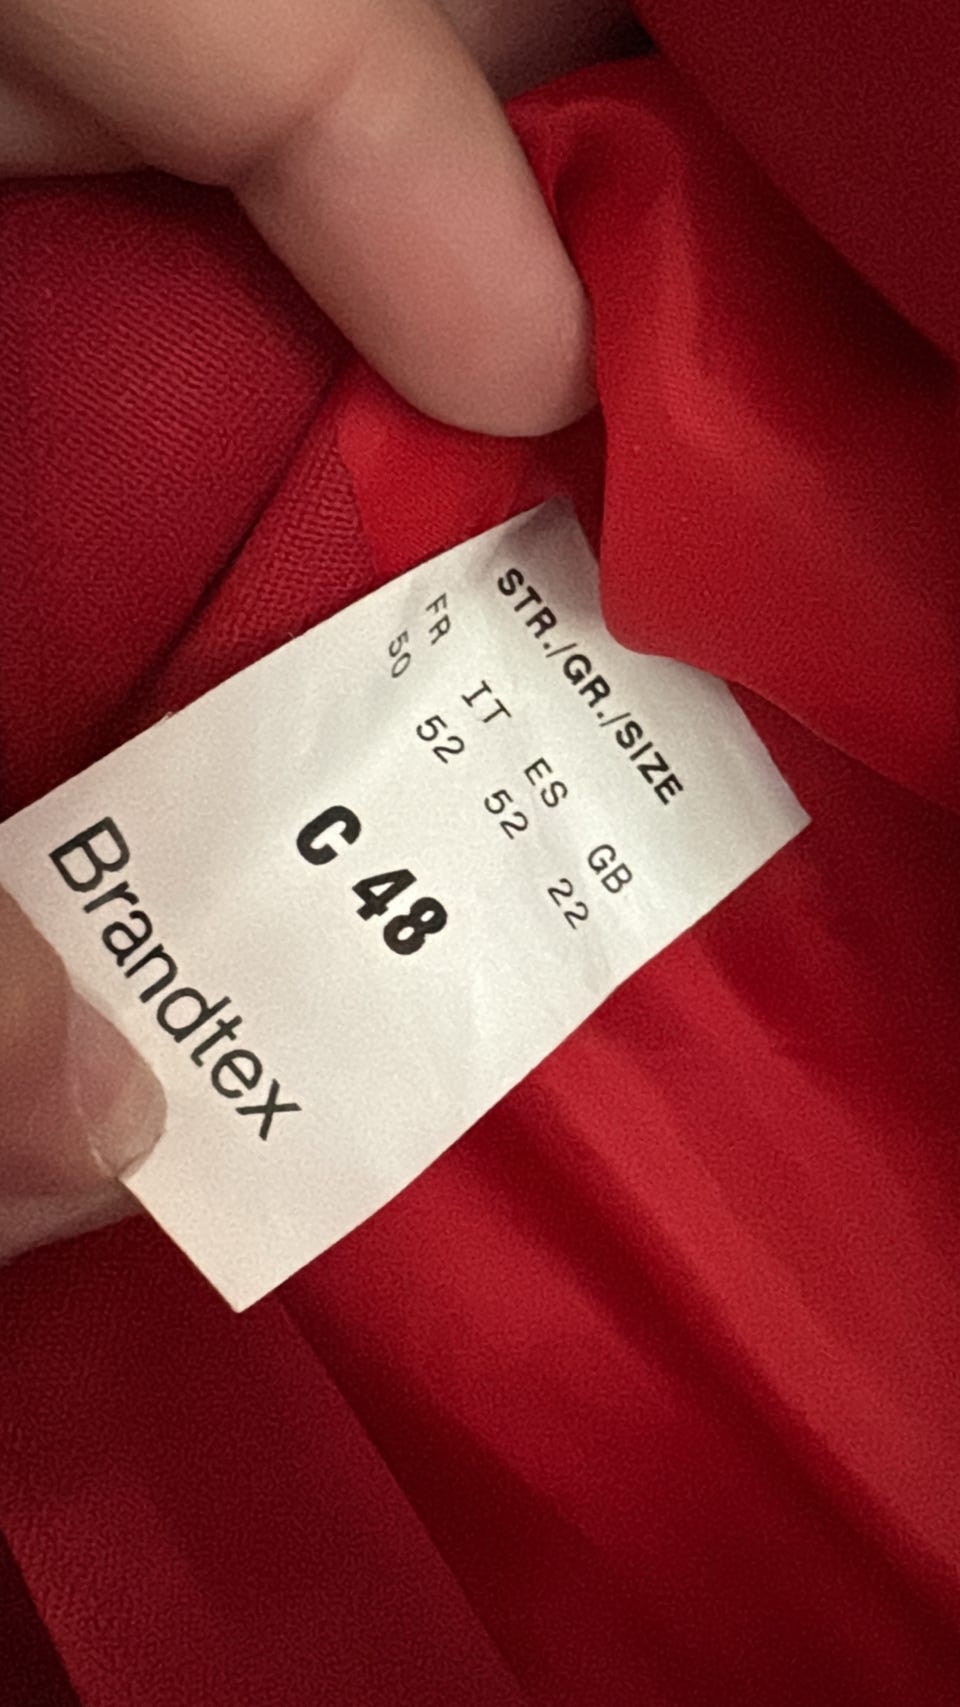 STR./GR./SIZE
FR IT ES GB
50 52 52 22
C 48
Brandtex